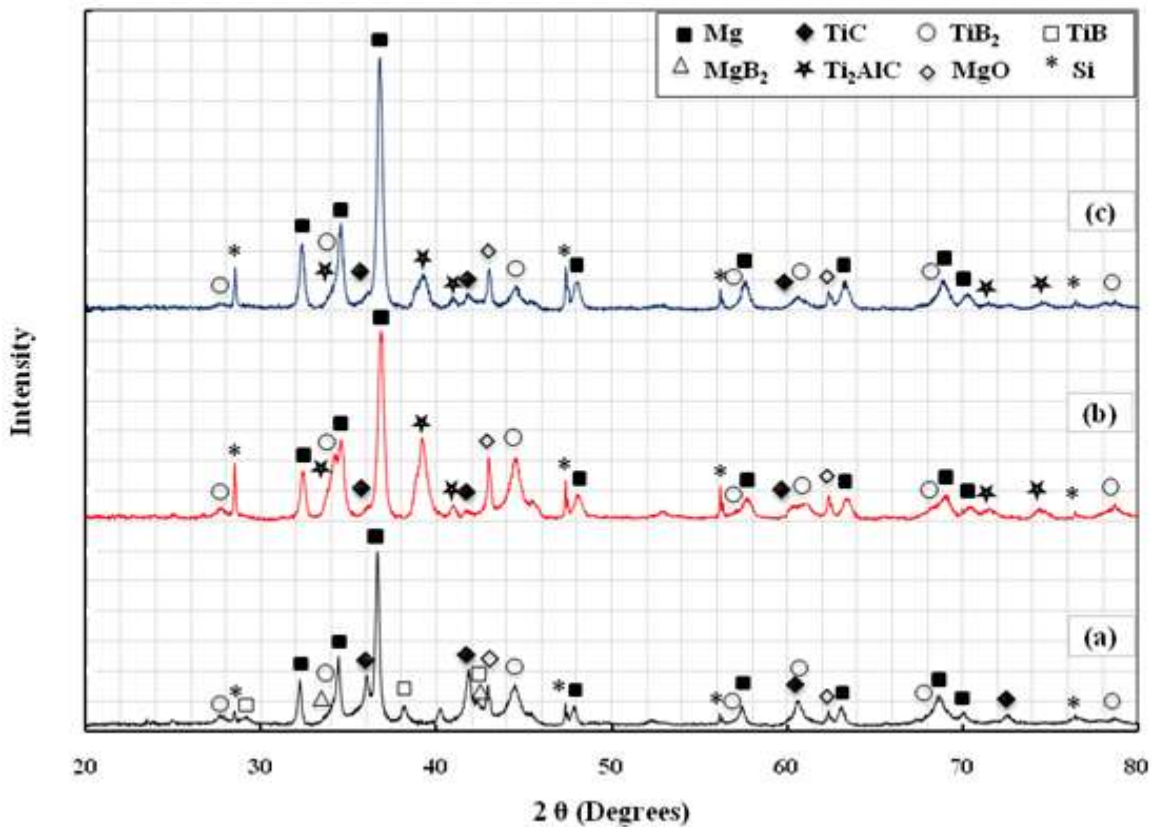 ■ Mg ◆ TiC ○ TiB₂ □ TiB
△ MgB₂ ★ Ti₂AlC ◇ MgO * Si
(c)
(b)
(a)
Intensity
20 30 40 50 60 70 80
2 θ (Degrees)